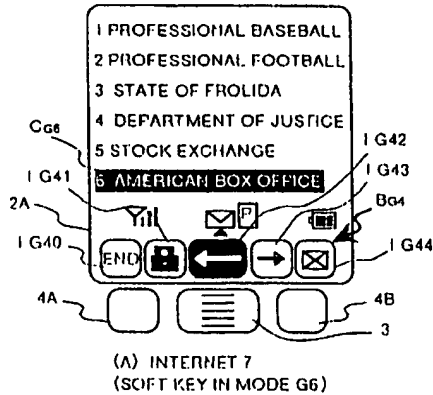 1 PROFESSIONAL BASEBALL
2 PROFESSIONAL FOOTBALL
3 STATE OF FROLIDA
4 DEPARTMENT OF JUSTICE
5 STOCK EXCHANGE
6 AMERICAN BOX OFFICE
CG6
IG41
2A
IG40
4A
IG42
IG43
BG4
IG44
4B
3
P
END
(A) INTERNET 7
(SOFT KEY IN MODE G6)